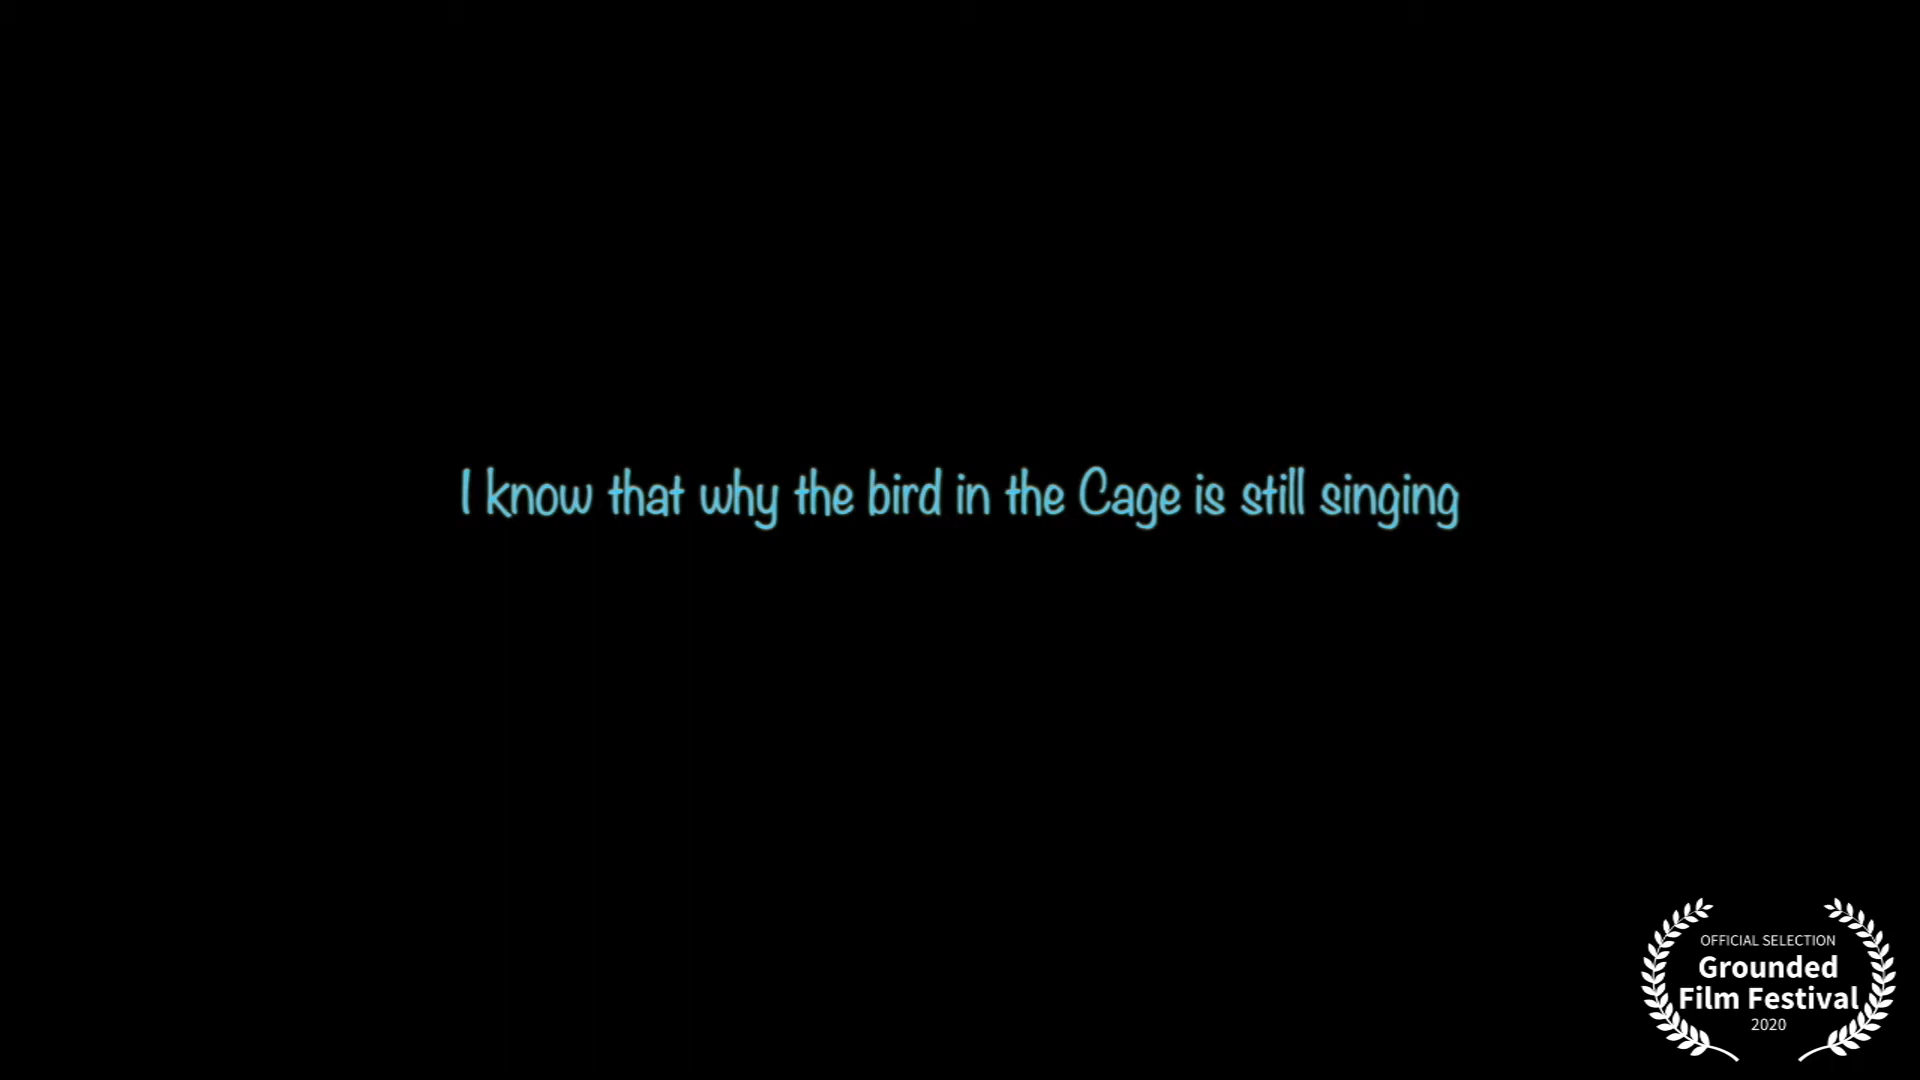 I know that why the bird in the Cage is still singing
OFFICIAL SELECTION
Grounded
Film Festival
2020